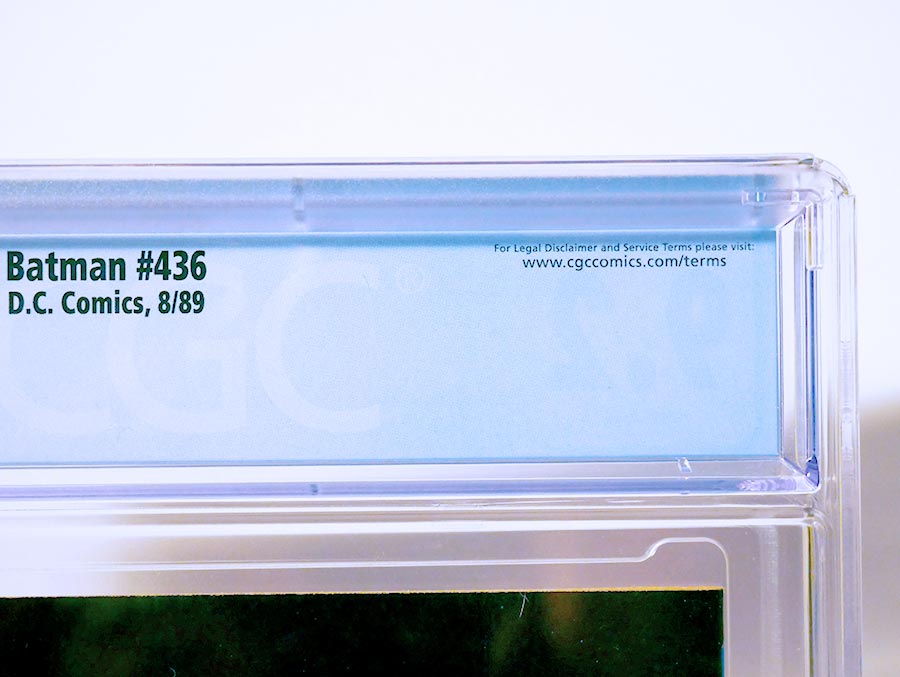 Batman #436
D.C. Comics, 8/89
For Legal Disclaimer and Service Terms please visit:
www.cgccomics.com/terms
CGC®